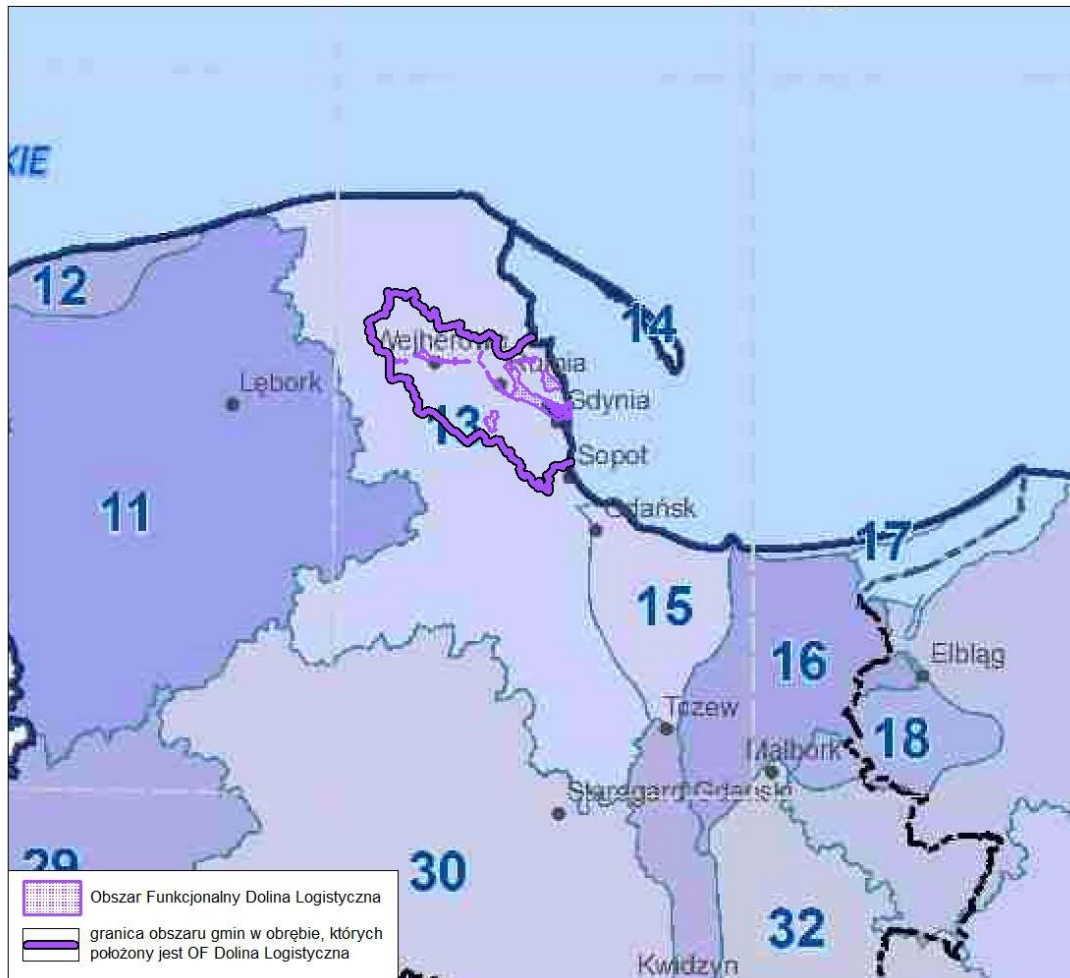 KIE
12
14
Wejherowo
Rumia
Lębork
Gdynia
13
Sopot
11
Gdańsk
17
15
16
Elbląg
Tczew
18
Malbork
Starogard Gdański
29
30
32
Kwidzyn
Obszar Funkcjonalny Dolina Logistyczna
granica obszaru gmin w obrębie, których
położony jest OF Dolina Logistyczna